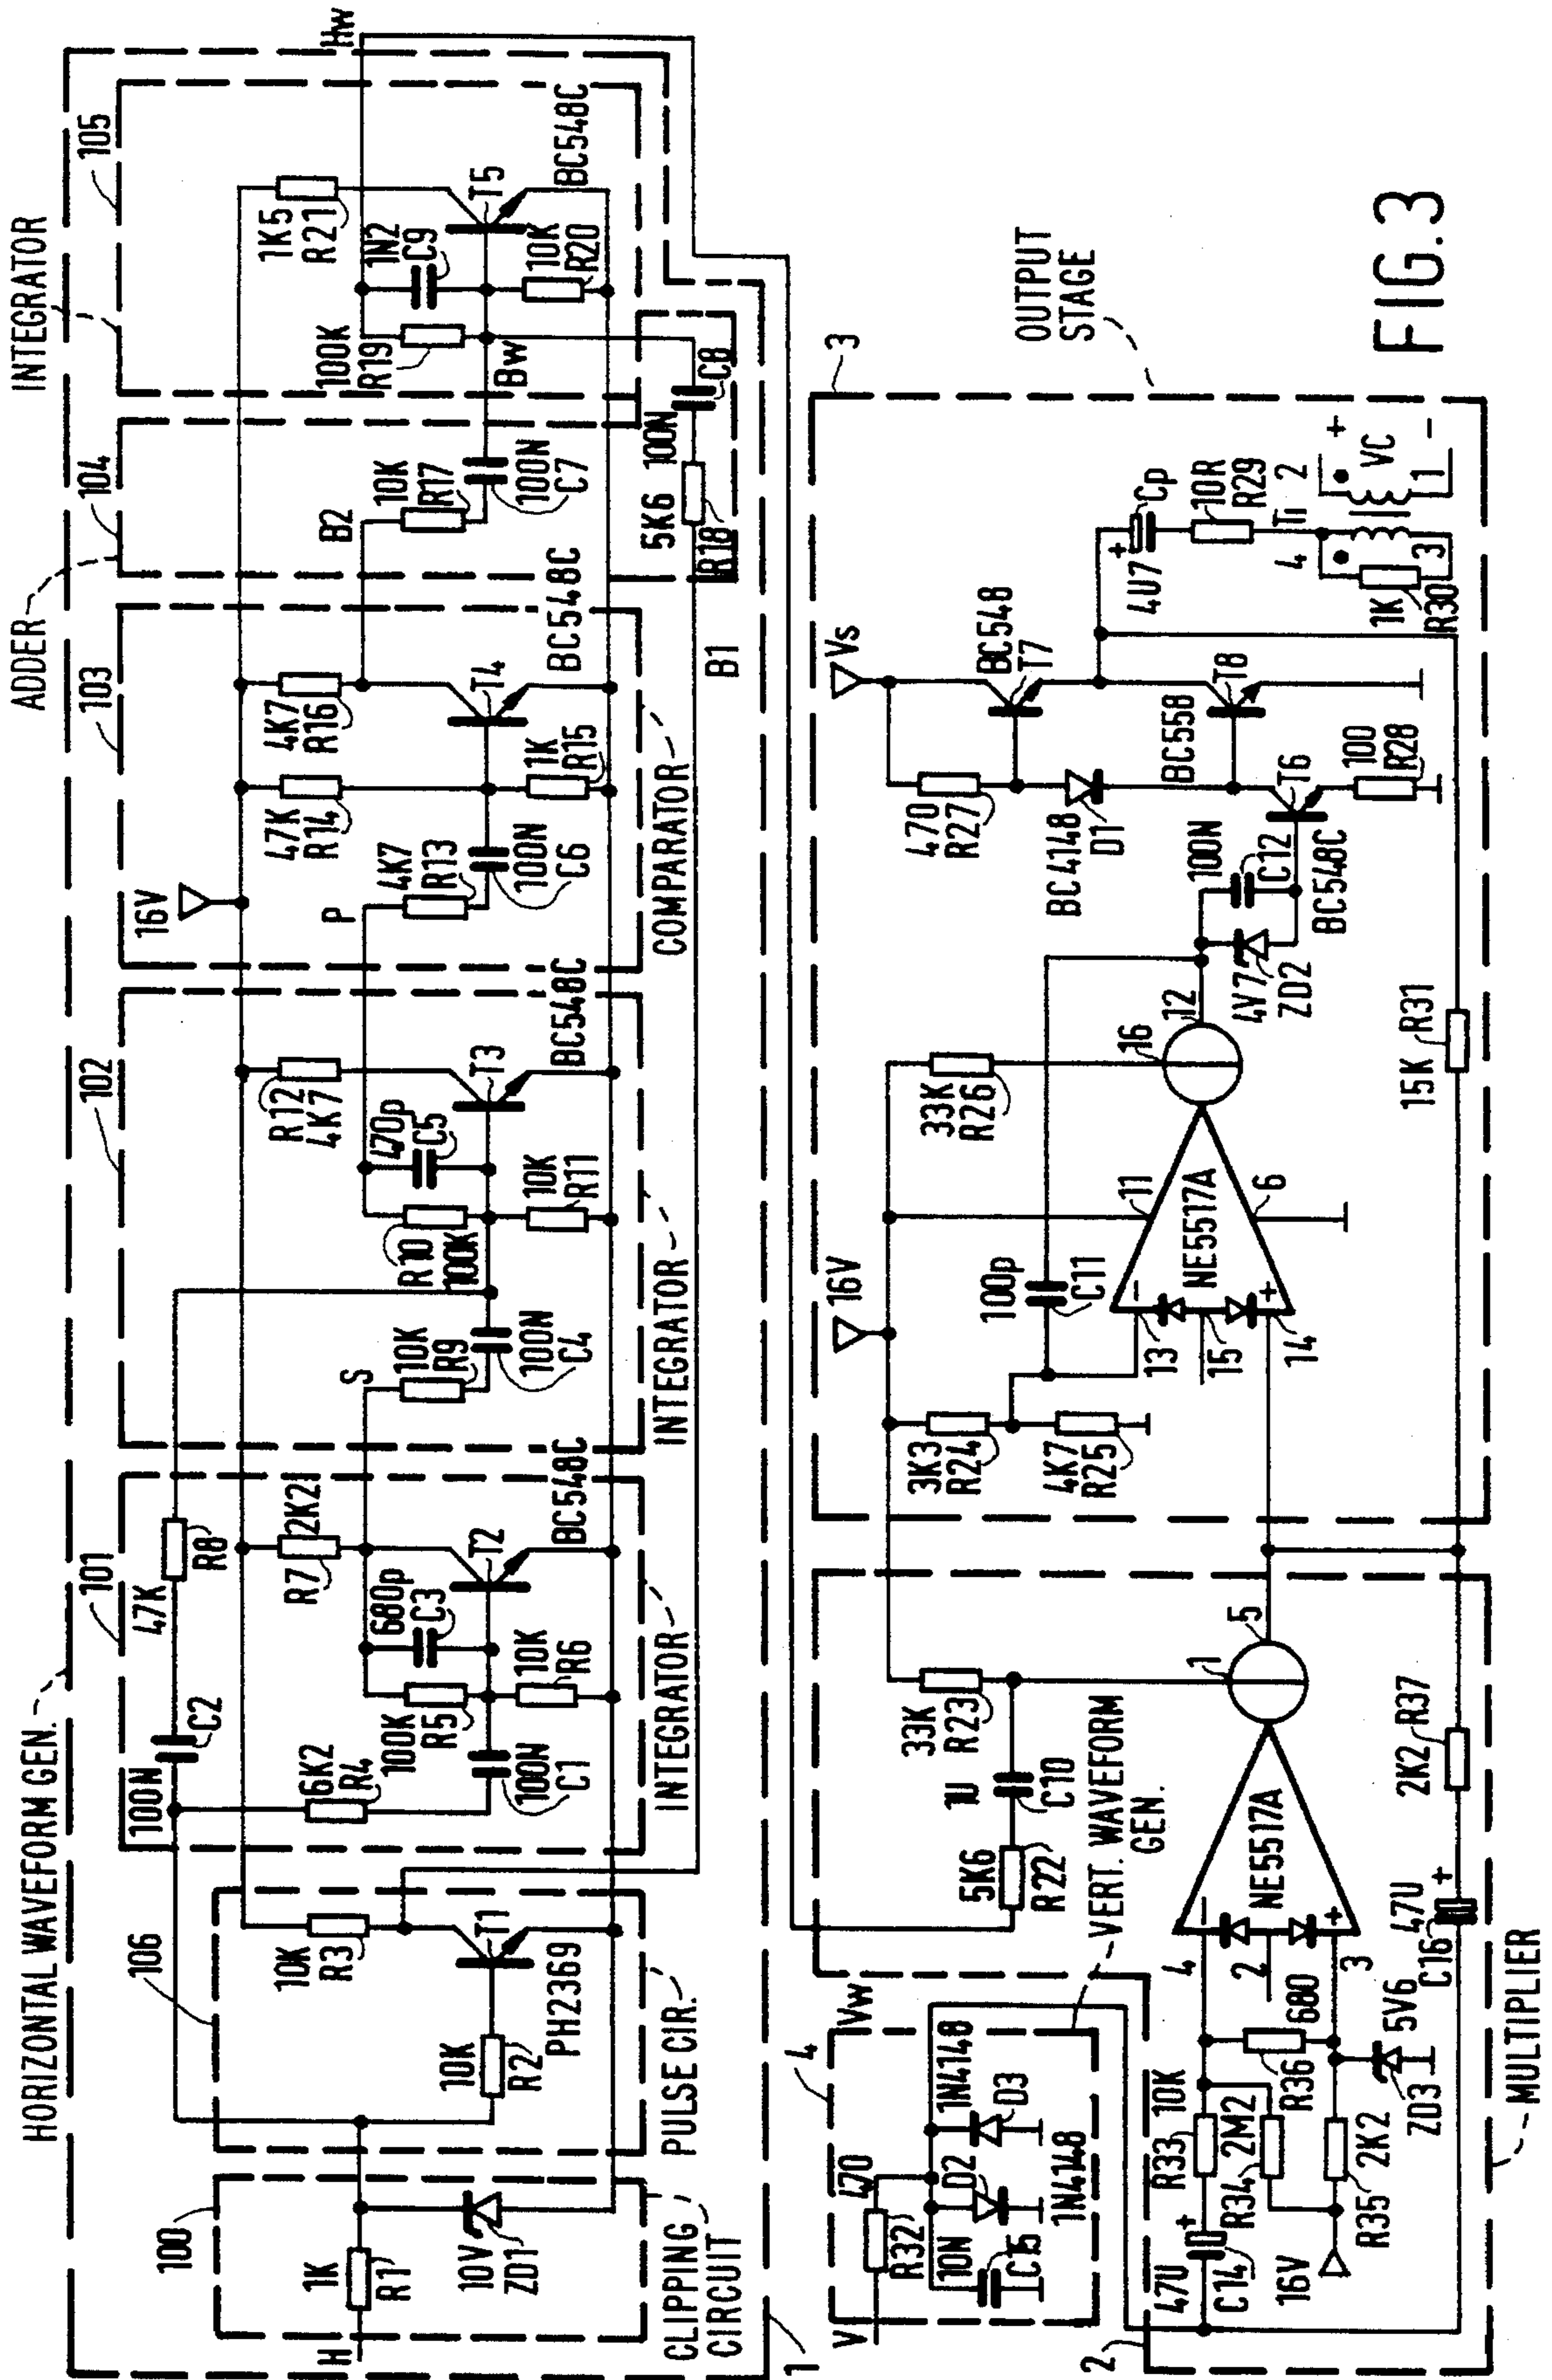 HORIZONTAL WAVEFORM GEN.
ADDER
INTEGRATOR
100
106
101
102
103
104
105
H
1K
R1
10V
ZD1
CLIPPING
CIRCUIT
1
10K
R2
10K
R3
T1
PH2369
PULSE CIR.
100N
C2
47K
R8
6K2
R4
100N
C1
100K
R5
680p
C3
10K
R6
R7
2K2
T2
BC548C
INTEGRATOR
S
10K
R9
100N
C4
R10
100K
470p
C5
10K
R11
R12
4K7
T3
BC548C
INTEGRATOR
16V
P
4K7
R13
100N
C6
47K
R14
1K
R15
4K7
R16
T4
BC548C
COMPARATOR
B1
B2
10K
R17
100N
C7
5K6
R18
100N
C8
Bw
100K
R19
1N2
C9
10K
R20
1K5
R21
T5
BC548C
Hw
4
V
R32
470
10N
C15
D2
1N4148
1N4148
D3
Vw
VERT. WAVEFORM
GEN.
2
47U
C14
+
R33
10K
R34
2M2
16V
R35
2K2
R36
680
ZD3
5V6
4
2
3
−
+
NE5517A
1
5
5K6
R22
1U
C10
33K
R23
C16
47U
+
2K2
R37
MULTIPLIER
16V
3K3
R24
4K7
R25
100p
C11
13
15
14
−
+
NE5517A
11
6
33K
R26
16
12
4V7
ZD2
100N
C12
BC548C
T6
100
R28
15K
R31
BC4148
D1
470
R27
Vs
BC548
T7
BC558
T8
4U7
+
Cp
10R
R29
1K
R30
Ti
4
3
2
1
VC
+
−
3
OUTPUT
STAGE
FIG.3